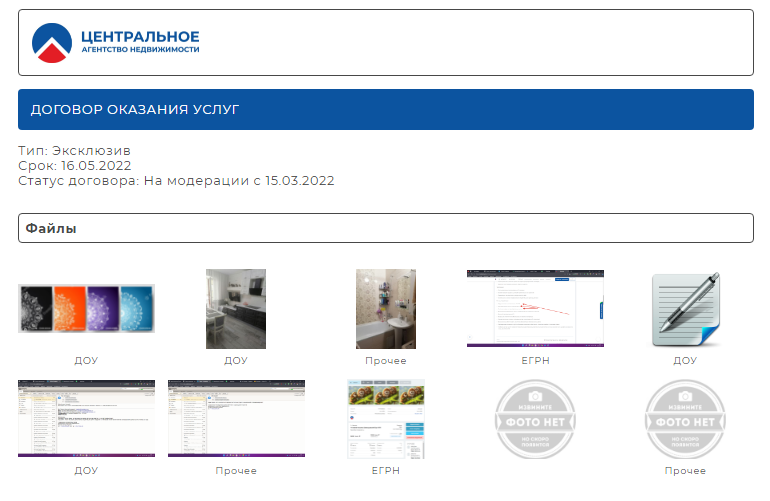 ЦЕНТРАЛЬНОЕ
АГЕНТСТВО НЕДВИЖИМОСТИ
ДОГОВОР ОКАЗАНИЯ УСЛУГ
Тип: Эксклюзив
Срок: 16.05.2022
Статус договора: На модерации с 15.03.2022
Файлы
ДОУ
ДОУ
Прочее
ЕГРН
ДОУ
ИЗВИНИТЕ
ФОТО НЕТ
НО СКОРО
ПОЯВИТСЯ
ИЗВИНИТЕ
ФОТО НЕТ
НО СКОРО
ПОЯВИТСЯ
ДОУ
Прочее
ЕГРН
Прочее